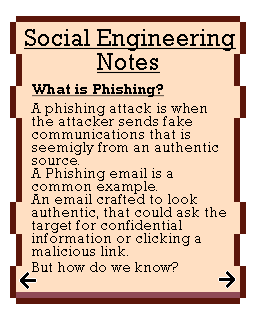 Social Engineering
Notes
What is Phishing?
A phishing attack is when
the attacker sends fake
communications that is
seemigly from an authentic
source.
A Phishing email is a
common example.
An email crafted to look
authentic, that could ask the
target for confidential
information or clicking a
malicious link.
But how do we know?